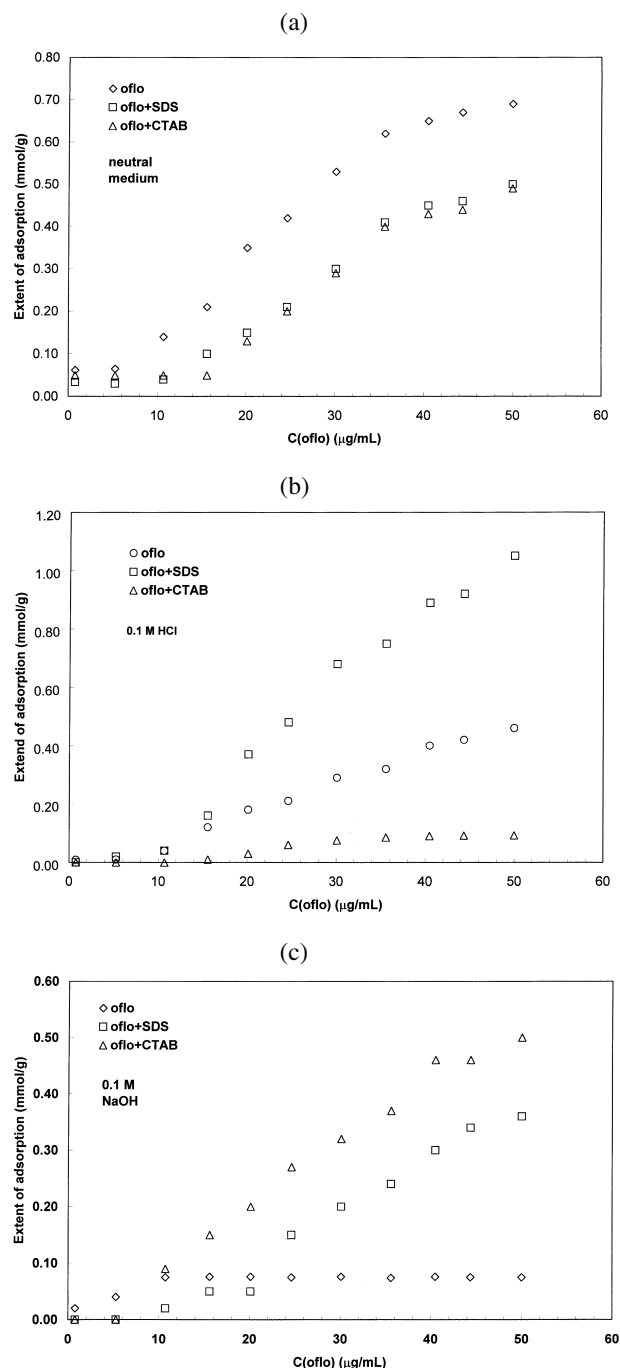 (a)
0.80
0.70
0.60
0.50
0.40
0.30
0.20
0.10
0.00
Extent of adsorption (mmol/g)
oflo
oflo+SDS
oflo+CTAB
neutral
medium
0 10 20 30 40 50 60
C(oflo) (μg/mL)
(b)
1.20
1.00
0.80
0.60
0.40
0.20
0.00
Extend of adsorption (mmol/g)
oflo
oflo+SDS
oflo+CTAB
0.1 M HCl
0 10 20 30 40 50 60
C(oflo) (μg/mL)
(c)
0.60
0.50
0.40
0.30
0.20
0.10
0.00
Extent of adsorption (mmol/g)
oflo
oflo+SDS
oflo+CTAB
0.1 M
NaOH
0 10 20 30 40 50 60
C(oflo) (μg/mL)